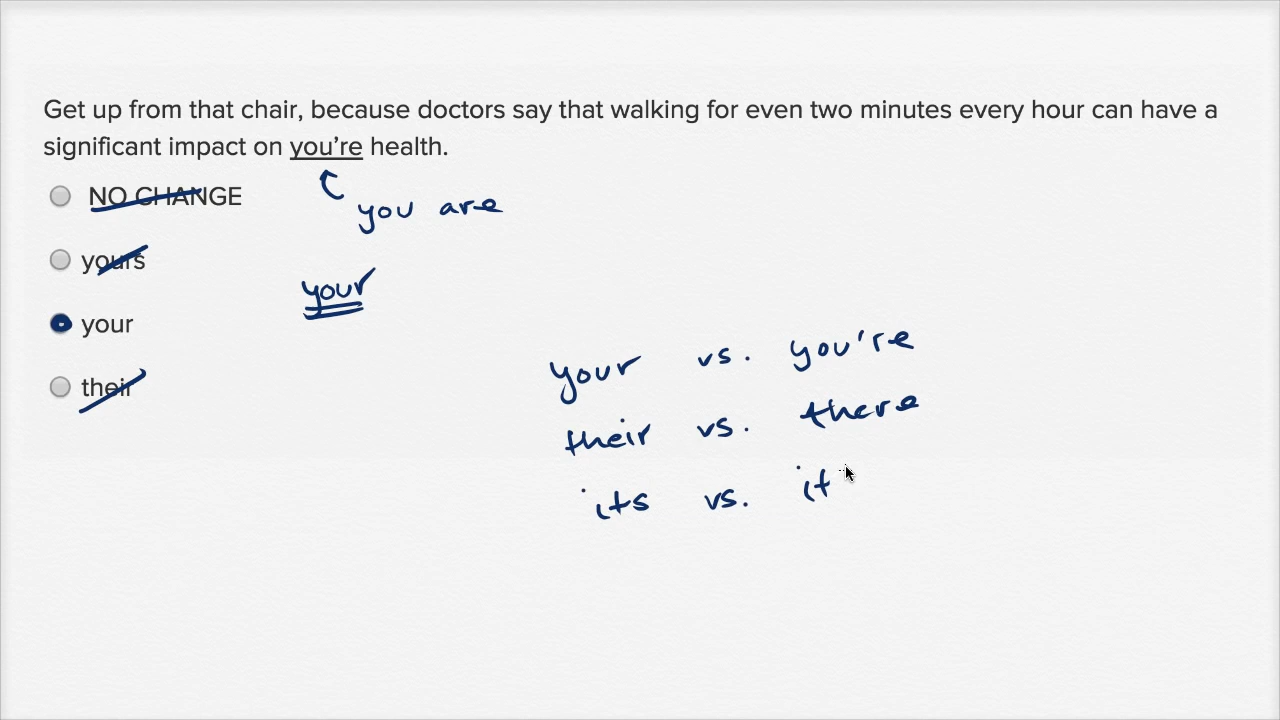 Get up from that chair, because doctors say that walking for even two minutes every hour can have a
significant impact on you’re health.
NO CHANGE
you are
yours
your
your
their
your vs. you're
their vs. there
its vs. it